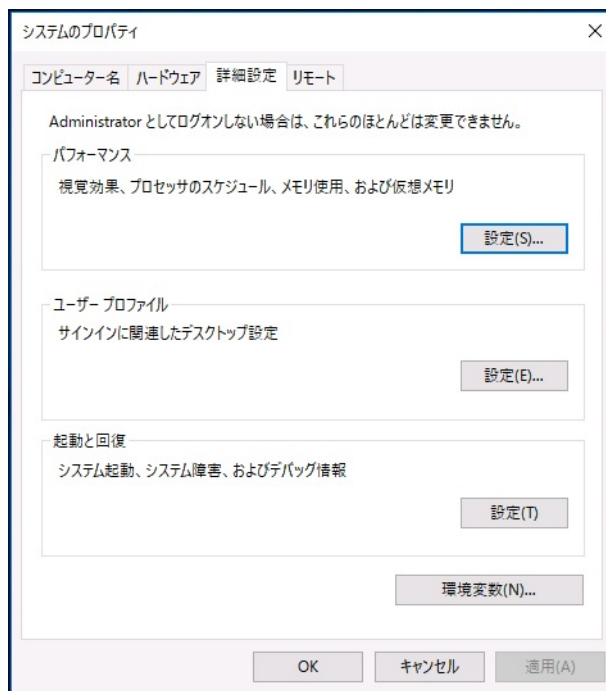 システムのプロパティ
コンピューター名 ハードウェア 詳細設定 リモート
Administrator としてログオンしない場合は、これらのほとんどは変更できません。
パフォーマンス
視覚効果、プロセッサのスケジュール、メモリ使用、および仮想メモリ
設定(S)...
ユーザー プロファイル
サインインに関連したデスクトップ設定
設定(E)...
起動と回復
システム起動、システム障害、およびデバッグ情報
設定(T)
環境変数(N)...
OK キャンセル 適用(A)